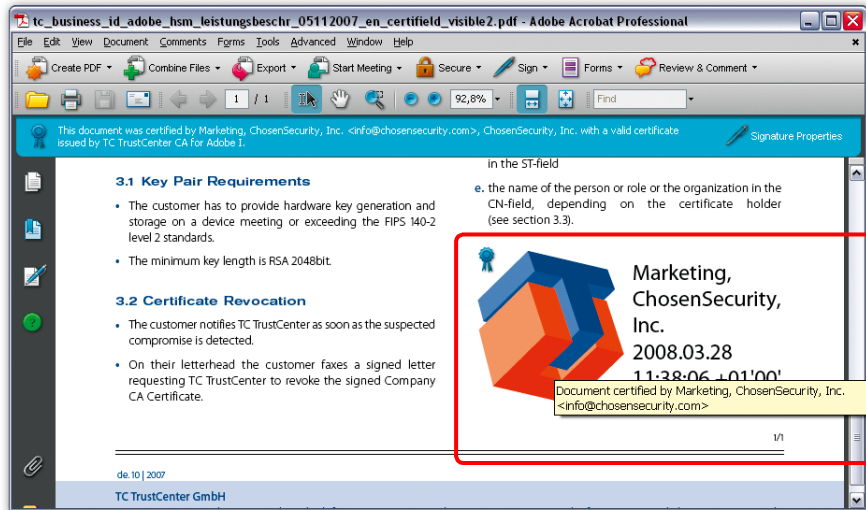 tc_business_id_adobe_hsm_leistungsbeschr_05112007_en_certifield_visible2.pdf - Adobe Acrobat Professional
File Edit View Document Comments Forms Tools Advanced Window Help
Create PDF Combine Files Export Start Meeting Secure Sign Forms Review & Comment
1 / 1 92,8% Find
This document was certified by Marketing, ChosenSecurity, Inc. <info@chosensecurity.com>, ChosenSecurity, Inc. with a valid certificate
issued by TC TrustCenter CA for Adobe I.
Signature Properties
3.1 Key Pair Requirements
• The customer has to provide hardware key generation and
storage on a device meeting or exceeding the FIPS 140-2
level 2 standards.
• The minimum key length is RSA 2048bit.
3.2 Certificate Revocation
• The customer notifies TC TrustCenter as soon as the suspected
compromise is detected.
• On their letterhead the customer faxes a signed letter
requesting TC TrustCenter to revoke the signed Company
CA Certificate.
in the ST-field
e. the name of the person or role or the organization in the
CN-field, depending on the certificate holder
(see section 3.3).
Marketing,
ChosenSecurity,
Inc.
2008.03.28
11:38:06 +01'00'
Document certified by Marketing, ChosenSecurity, Inc.
<info@chosensecurity.com>
1/1
de. 10 | 2007
TC TrustCenter GmbH